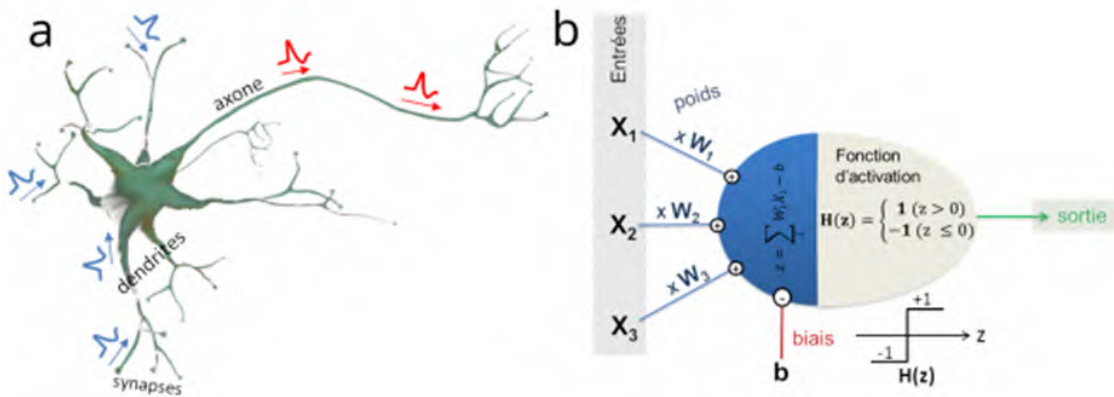 a
axone
dendrites
synapses
b
Entrées
poids
X₁
x W₁
X₂
x W₂
X₃
x W₃
z = ∑ᵢ WᵢXᵢ − b
Fonction
d'activation
H(z) = { 1 (z > 0)
−1 (z ≤ 0)
sortie
biais
b
+1
-1
z
H(z)